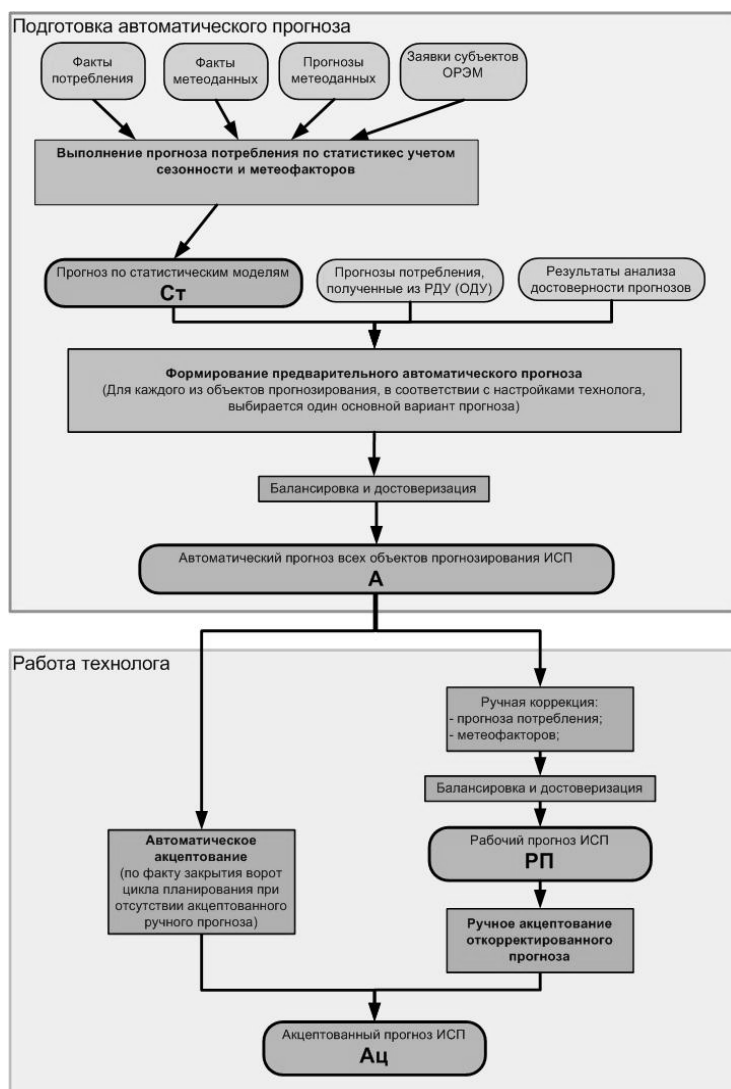 Подготовка автоматического прогноза
Факты
потребления
Факты
метеоданных
Прогнозы
метеоданных
Заявки субъектов
ОРЭМ
Выполнение прогноза потребления по статистикес учетом
сезонности и метеофакторов
Прогноз по статистическим моделям
Ст
Прогнозы потребления,
полученные из РДУ (ОДУ)
Результаты анализа
достоверности прогнозов
Формирование предварительного автоматического прогноза
(Для каждого из объектов прогнозирования, в соответствии с настройками технолога,
выбирается один основной вариант прогноза)
Балансировка и достоверизация
Автоматический прогноз всех объектов прогнозирования ИСП
А
Работа технолога
Ручная коррекция:
- прогноза потребления;
- метеофакторов;
Балансировка и достоверизация
Автоматическое
акцептование
(по факту закрытия ворот
цикла планирования при
отсутствии акцептованного
ручного прогноза)
Рабочий прогноз ИСП
РП
Ручное акцептование
откорректированного
прогноза
Акцептованный прогноз ИСП
Ац